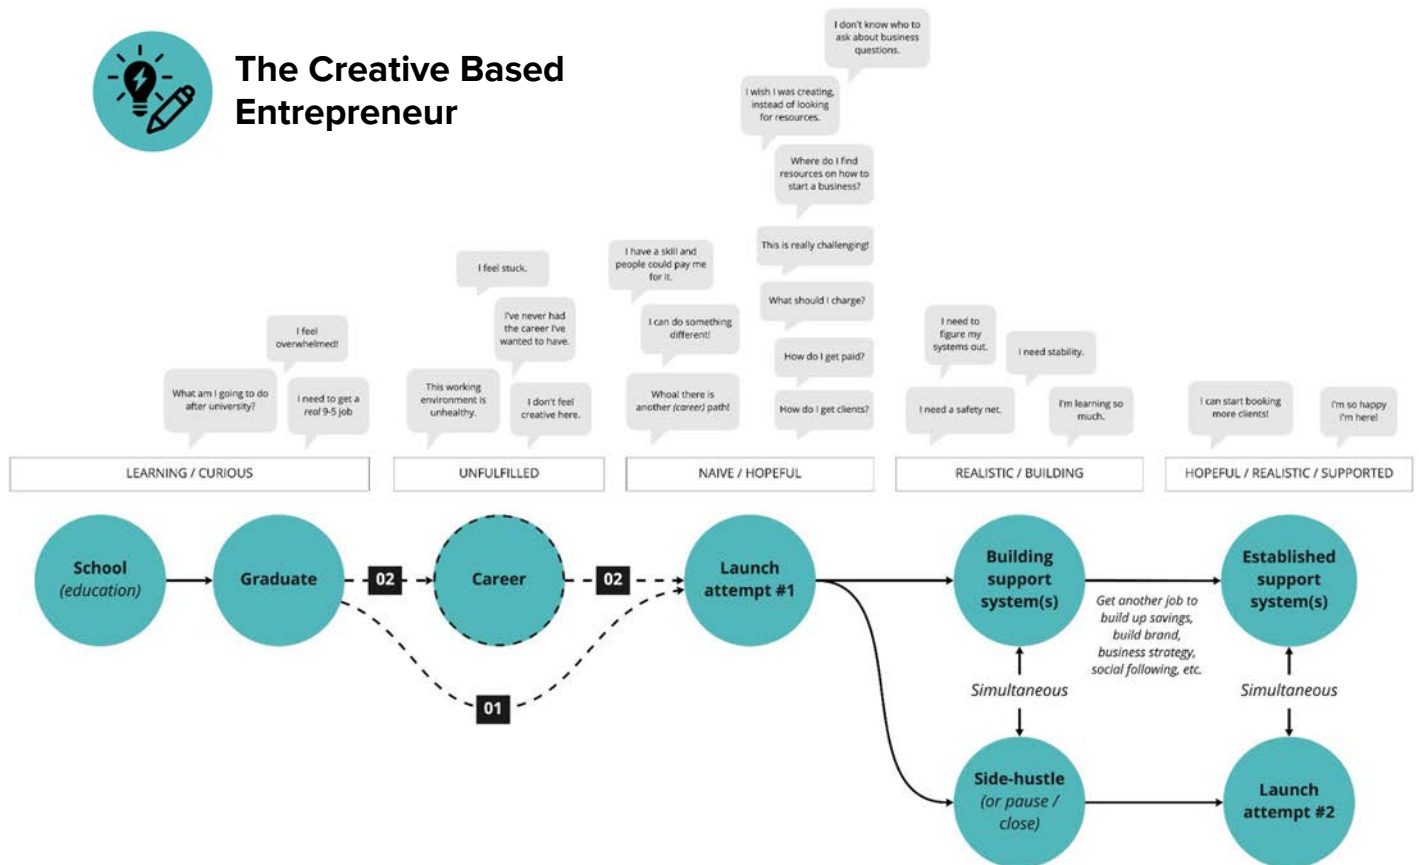 The Creative Based
Entrepreneur
I don't know who to
ask about business
questions.
I wish I was creating,
instead of looking
for resources.
Where do I find
resources on how to
start a business?
This is really challenging!
What should I charge?
How do I get paid?
How do I get clients?
I have a skill and
people could pay me
for it.
I can do something
different!
Whoa! there is
another (career) path!
I feel stuck.
I've never had
the career I've
wanted to have.
This working
environment is
unhealthy.
I don't feel
creative here.
I feel
overwhelmed!
What am I going to do
after university?
I need to get a
real 9-5 job
I need to
figure my
systems out.
I need stability.
I need a safety net.
I'm learning so
much.
I can start booking
more clients!
I'm so happy
I'm here!
LEARNING / CURIOUS
UNFULFILLED
NAIVE / HOPEFUL
REALISTIC / BUILDING
HOPEFUL / REALISTIC / SUPPORTED
School
(education)
Graduate
02
Career
02
01
Launch
attempt #1
Building
support
system(s)
Get another job to
build up savings,
build brand,
business strategy,
social following, etc.
Established
support
system(s)
Simultaneous
Simultaneous
Side-hustle
(or pause /
close)
Launch
attempt #2